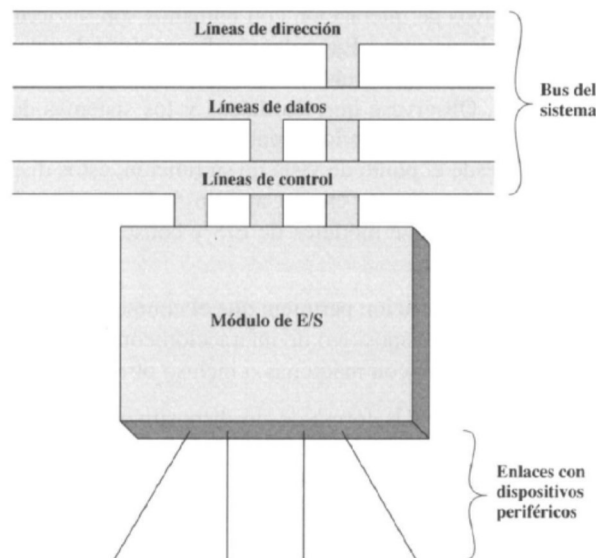 Líneas de dirección
Líneas de datos
Líneas de control
Bus del
sistema
Módulo de E/S
Enlaces con
dispositivos
periféricos